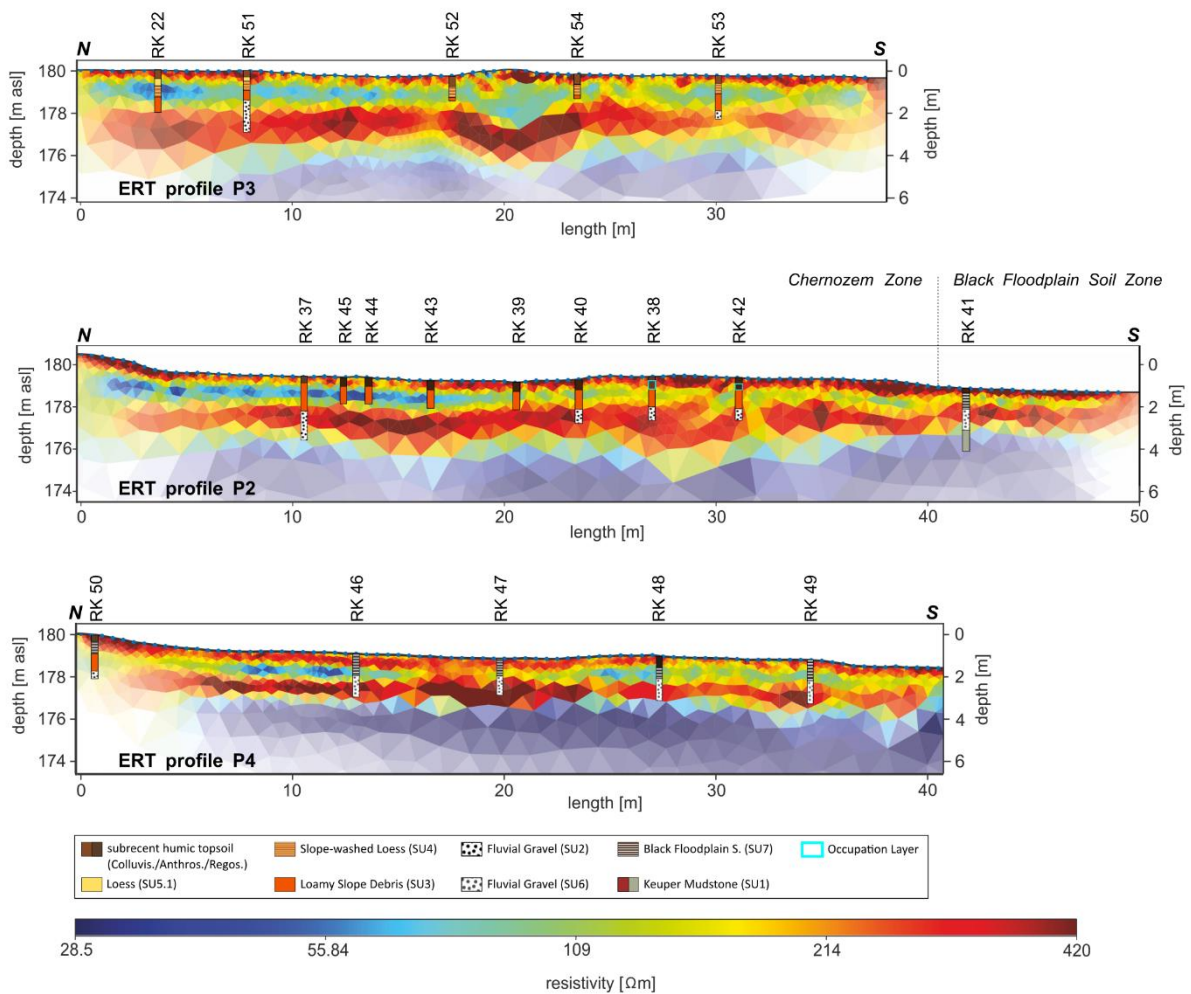 RK 22
RK 51
RK 52
RK 54
RK 53
N
S
180
178
176
174
depth [m asl]
0
2
4
6
depth [m]
ERT profile P3
0 10 20 30
length [m]
Chernozem Zone Black Floodplain Soil Zone
RK 37
RK 45
RK 44
RK 43
RK 39
RK 40
RK 38
RK 42
RK 41
N
S
180
178
176
174
depth [m asl]
0
2
4
6
depth [m]
ERT profile P2
0 10 20 30 40 50
length [m]
RK 50
RK 46
RK 47
RK 48
RK 49
N
S
180
178
176
174
depth [m asl]
0
2
4
6
depth [m]
ERT profile P4
0 10 20 30 40
length [m]
subrecent humic topsoil
(Colluvis./Anthros./Regos.)
Slope-washed Loess (SU4)
Fluvial Gravel (SU2)
Black Floodplain S. (SU7)
Occupation Layer
Loess (SU5.1)
Loamy Slope Debris (SU3)
Fluvial Gravel (SU6)
Keuper Mudstone (SU1)
28.5 55.84 109 214 420
resistivity [Ωm]